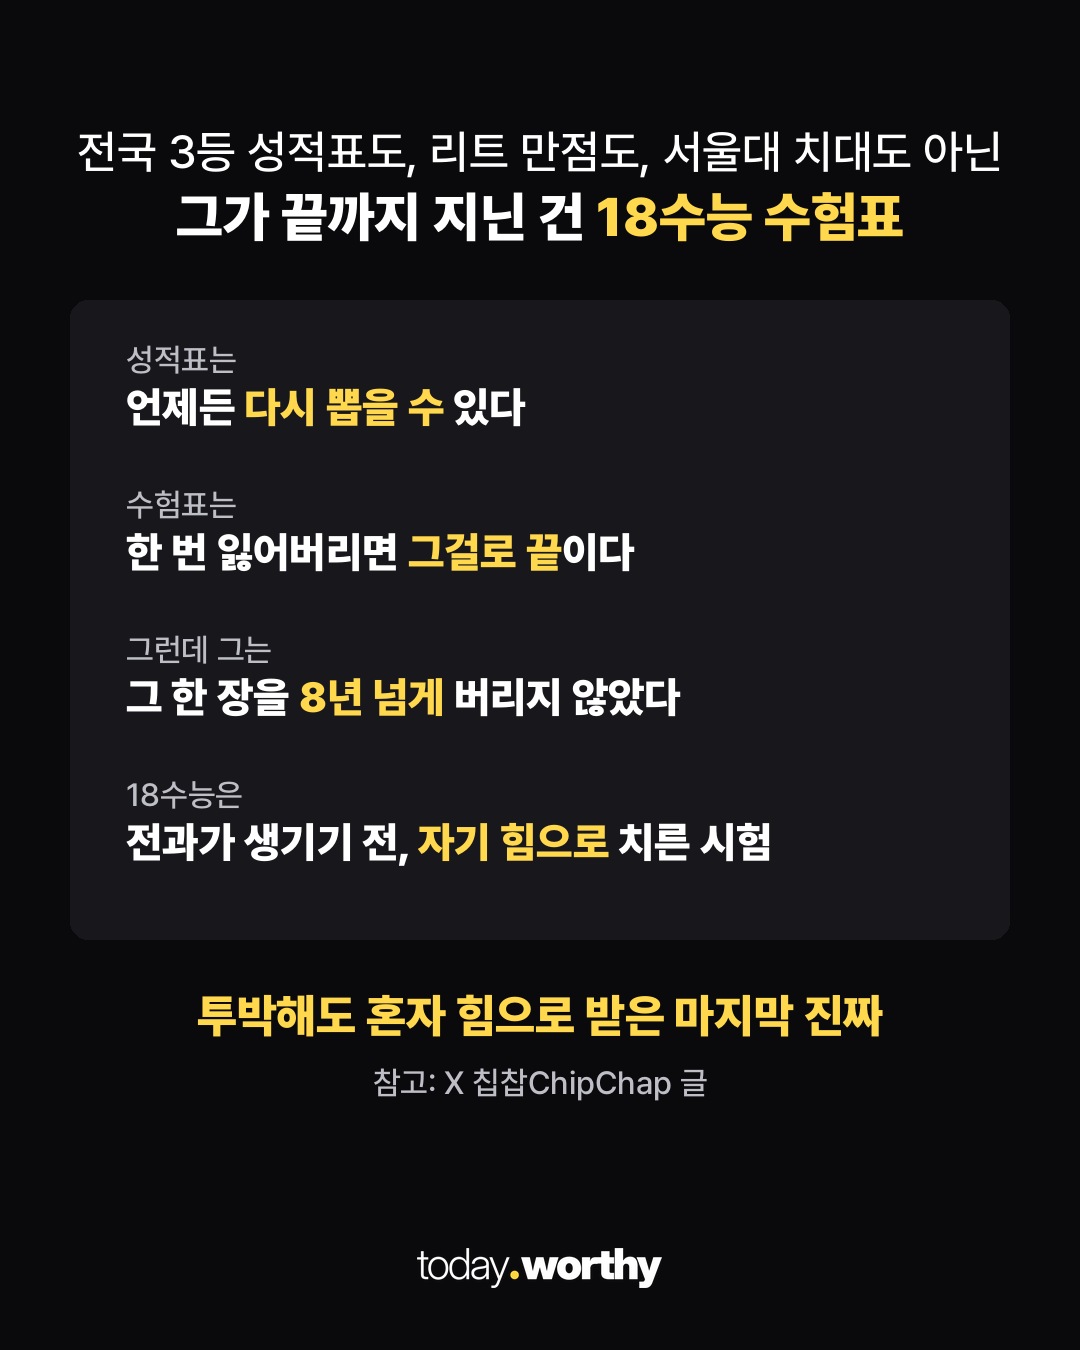 전국 3등 성적표도, 리트 만점도, 서울대 치대도 아닌
그가 끝까지 지닌 건 18수능 수험표
성적표는
언제든 다시 뽑을 수 있다
수험표는
한 번 잃어버리면 그걸로 끝이다
그런데 그는
그 한 장을 8년 넘게 버리지 않았다
18수능은
전과가 생기기 전, 자기 힘으로 치른 시험
투박해도 혼자 힘으로 받은 마지막 진짜
참고: X 칩찹ChipChap 글
today.worthy